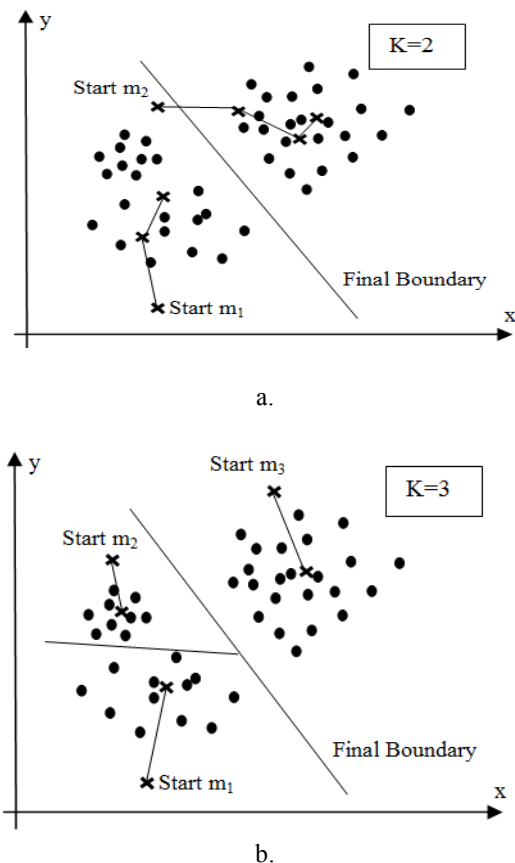 y
K=2
Start m₂
Final Boundary
Start m₁
x
a.
y
Start m₃
K=3
Start m₂
Final Boundary
Start m₁
x
b.